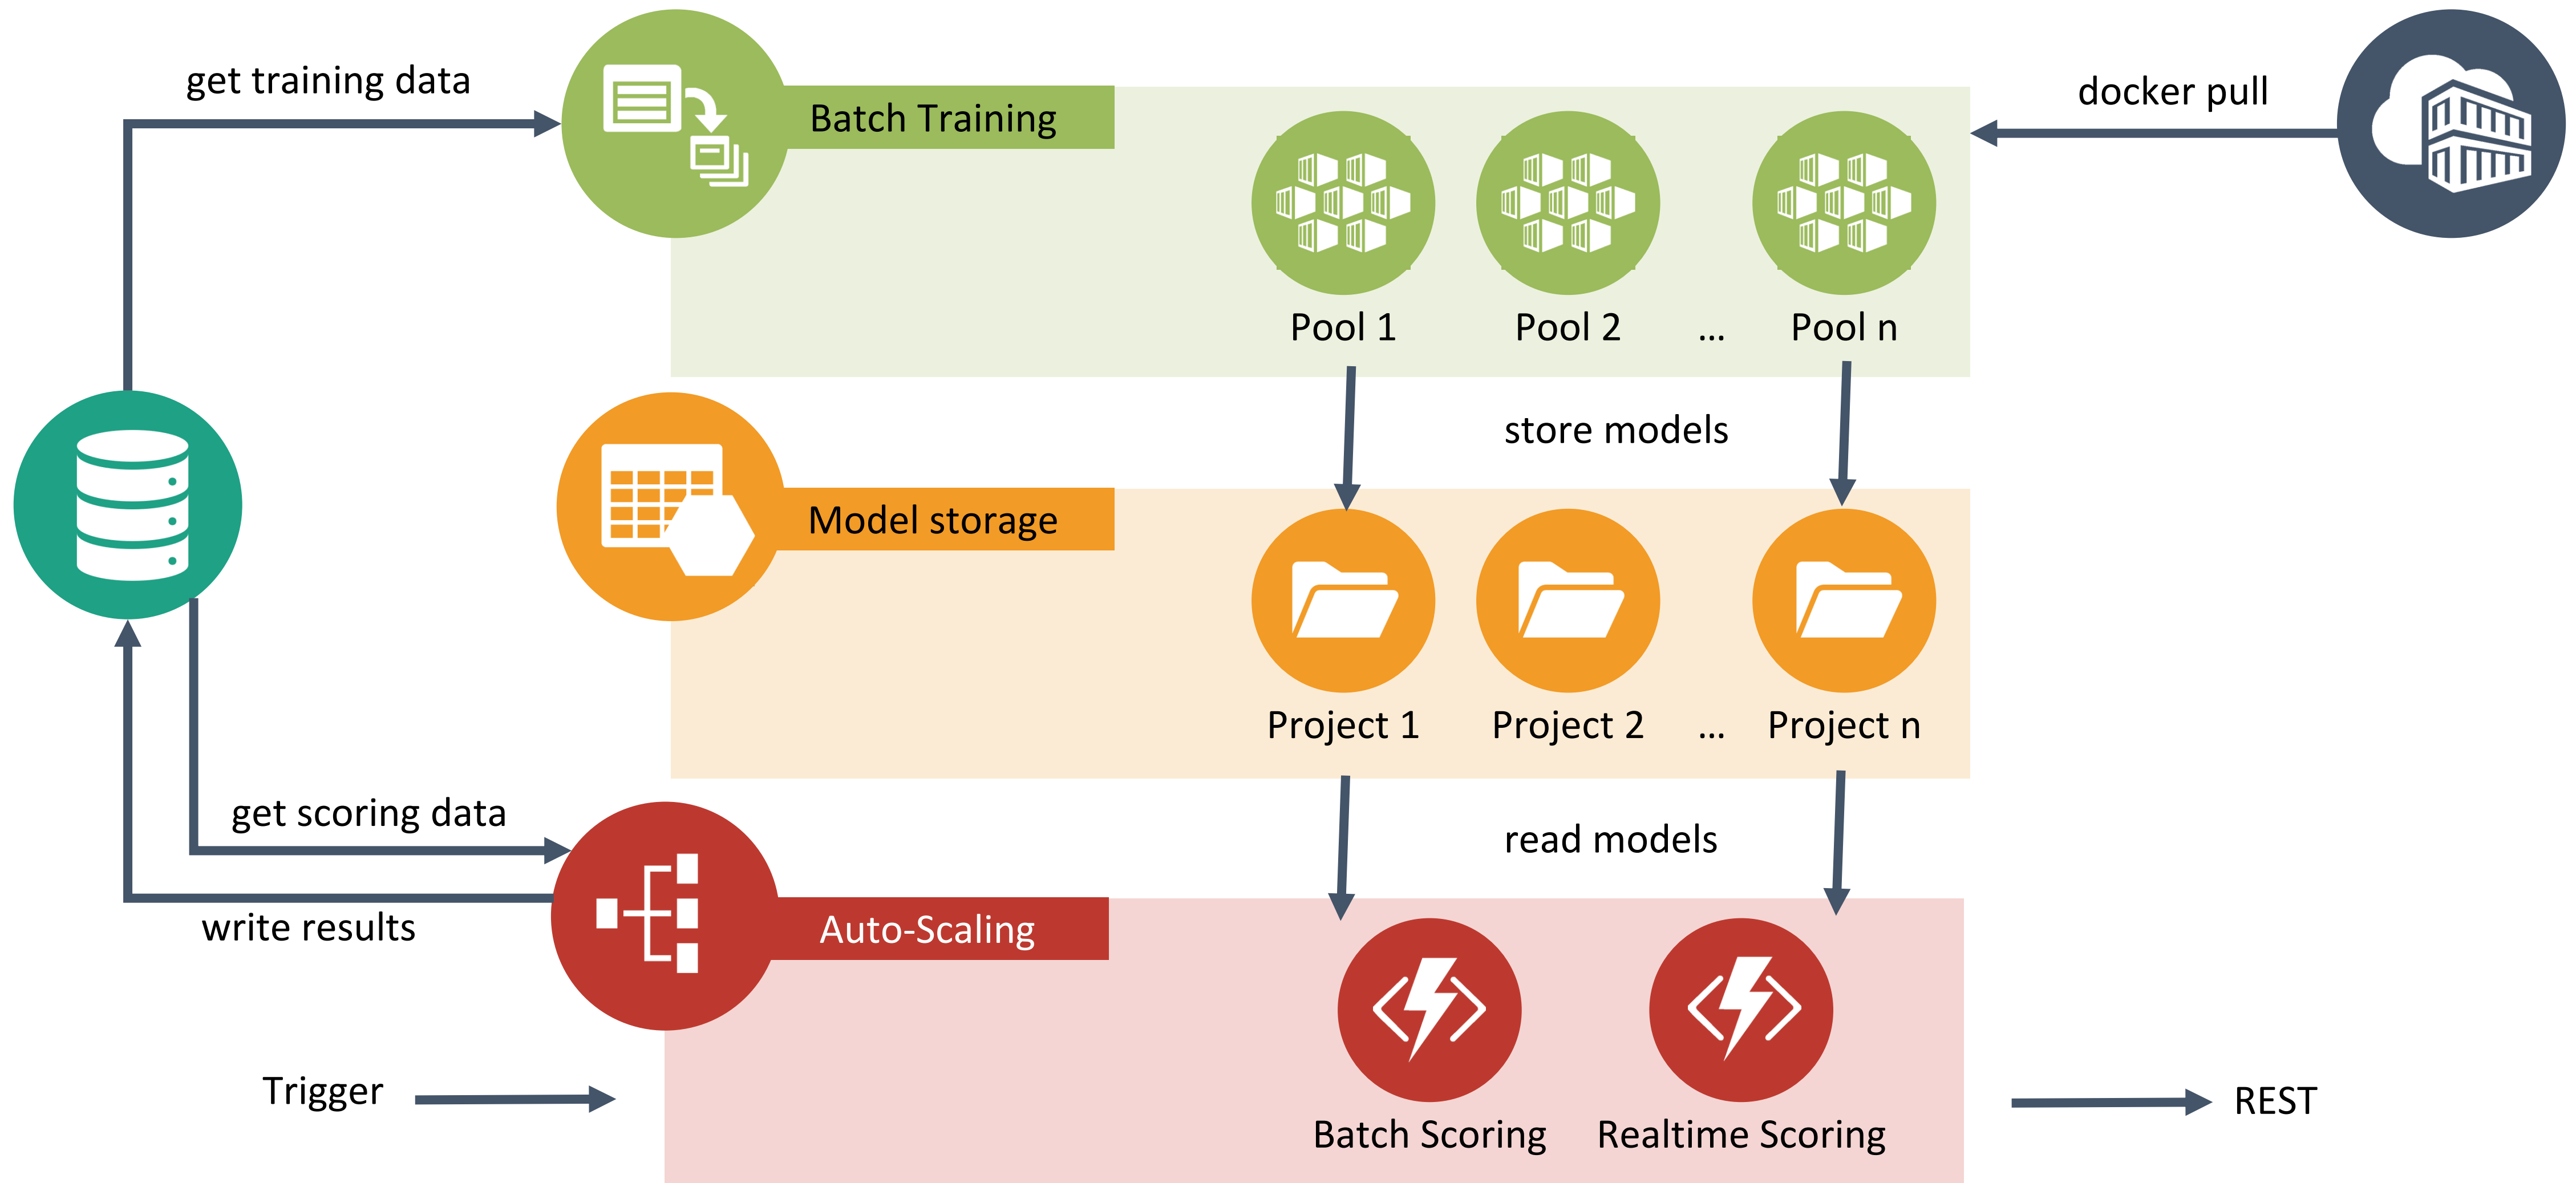 get training data
Batch Training
docker pull
Pool 1
Pool 2
...
Pool n
store models
Model storage
Project 1
Project 2
...
Project n
get scoring data
read models
write results
Auto-Scaling
Trigger
REST
Batch Scoring
Realtime Scoring